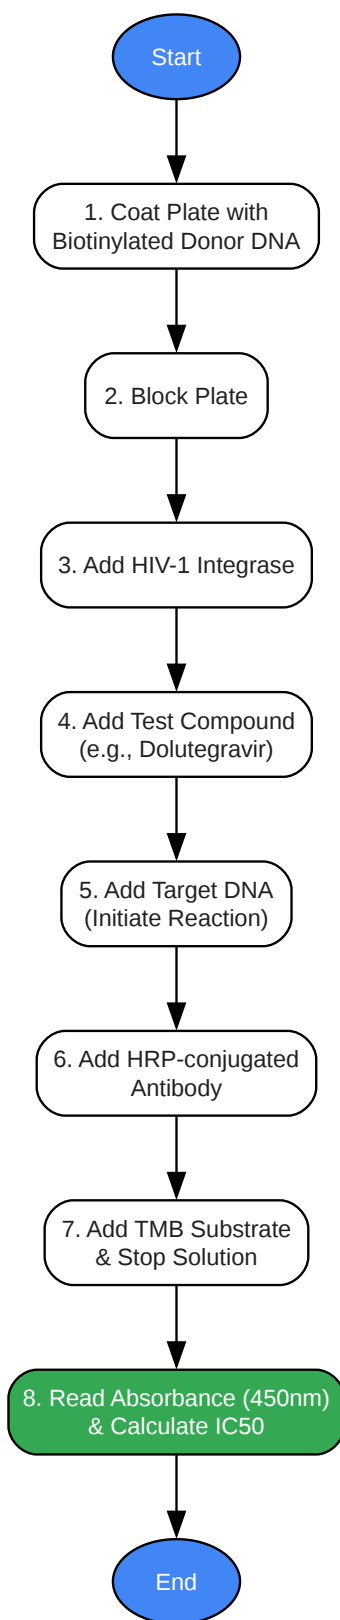 Start
1. Coat Plate with
Biotinylated Donor DNA
2. Block Plate
3. Add HIV-1 Integrase
4. Add Test Compound
(e.g., Dolutegravir)
5. Add Target DNA
(Initiate Reaction)
6. Add HRP-conjugated
Antibody
7. Add TMB Substrate
& Stop Solution
8. Read Absorbance (450nm)
& Calculate IC50
End